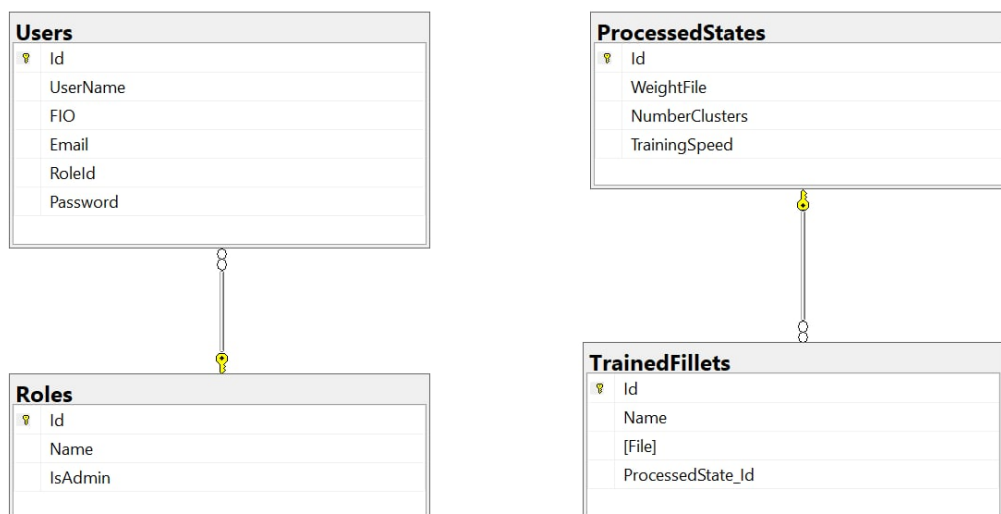 Users
Id
UserName
FIO
Email
RoleId
Password
Roles
Id
Name
IsAdmin
ProcessedStates
Id
WeightFile
NumberClusters
TrainingSpeed
TrainedFillets
Id
Name
[File]
ProcessedState_Id